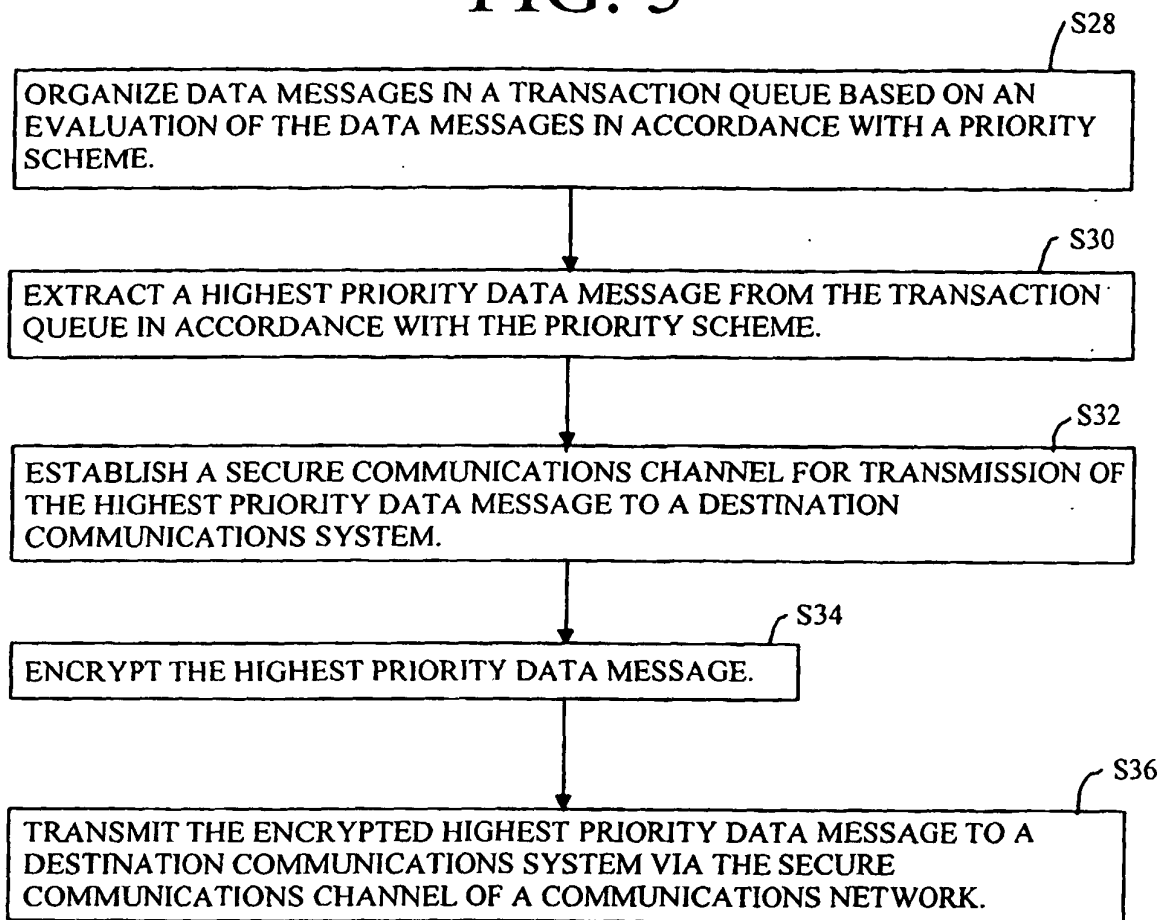 FIG. 3
S28
ORGANIZE DATA MESSAGES IN A TRANSACTION QUEUE BASED ON AN
EVALUATION OF THE DATA MESSAGES IN ACCORDANCE WITH A PRIORITY
SCHEME.
S30
EXTRACT A HIGHEST PRIORITY DATA MESSAGE FROM THE TRANSACTION
QUEUE IN ACCORDANCE WITH THE PRIORITY SCHEME.
S32
ESTABLISH A SECURE COMMUNICATIONS CHANNEL FOR TRANSMISSION OF
THE HIGHEST PRIORITY DATA MESSAGE TO A DESTINATION
COMMUNICATIONS SYSTEM.
S34
ENCRYPT THE HIGHEST PRIORITY DATA MESSAGE.
S36
TRANSMIT THE ENCRYPTED HIGHEST PRIORITY DATA MESSAGE TO A
DESTINATION COMMUNICATIONS SYSTEM VIA THE SECURE
COMMUNICATIONS CHANNEL OF A COMMUNICATIONS NETWORK.